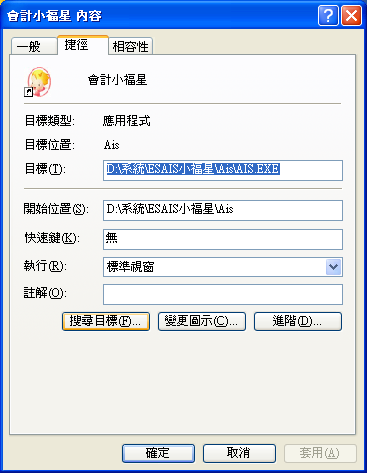 會計小福星 內容
一般 捷徑 相容性
會計小福星
目標類型: 應用程式
目標位置: Ais
目標(T): D:\系統\ESAIS小福星\Ais\AIS.EXE
開始位置(S): D:\系統\ESAIS小福星\Ais
快速鍵(K): 無
執行(R): 標準視窗
註解(O):
搜尋目標(F)... 變更圖示(C)... 進階(D)...
確定 取消 套用(A)